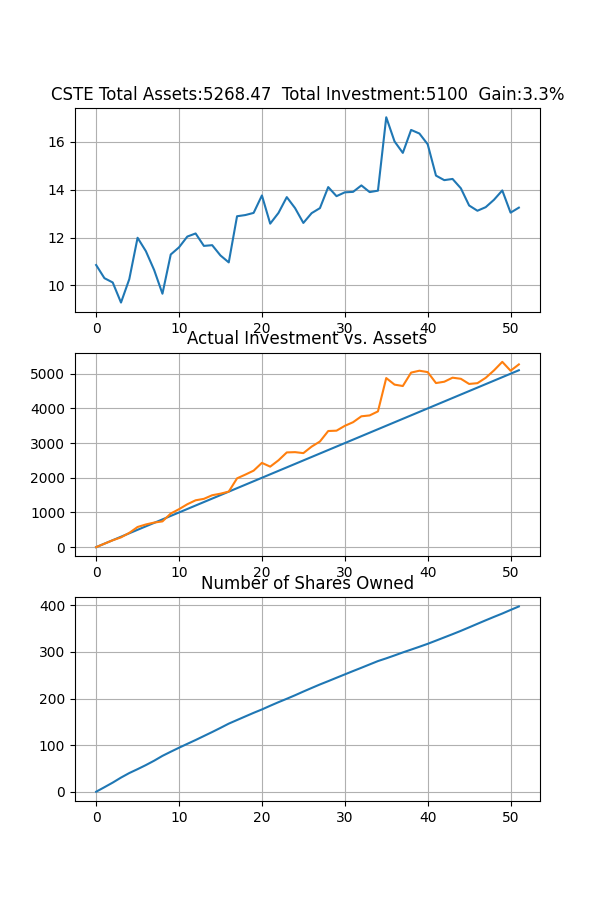 CSTE Total Assets:5268.47  Total Investment:5100  Gain:3.3%
16
14
12
10
0 10 20 30 40 50
Actual Investment vs. Assets
5000
4000
3000
2000
1000
0
0 10 20 30 40 50
Number of Shares Owned
400
300
200
100
0
0 10 20 30 40 50